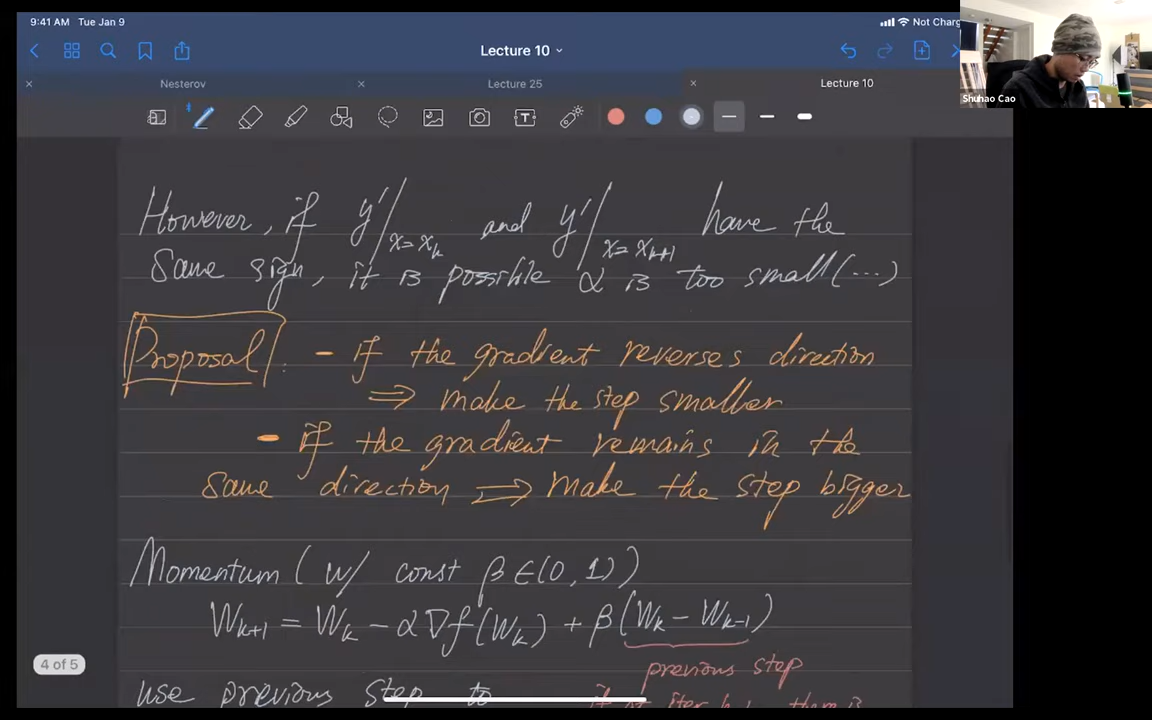 9:41 AM Tue Jan 9
Not Charg
Lecture 10
Nesterov
Lecture 25
Lecture 10
Shuhao Cao
However, if y'|x=xk and y'|x=xk+1 have the
same sign, it is possible α is too small(...)
Proposal: - if the gradient reverses direction
⇒ make the step smaller
- if the gradient remains in the
same direction ⇒ make the step bigger
Momentum (w/ const β∈(0,1))
Wk+1 = Wk - α∇f(Wk) + β(Wk - Wk-1)
previous step
4 of 5
use previous step to